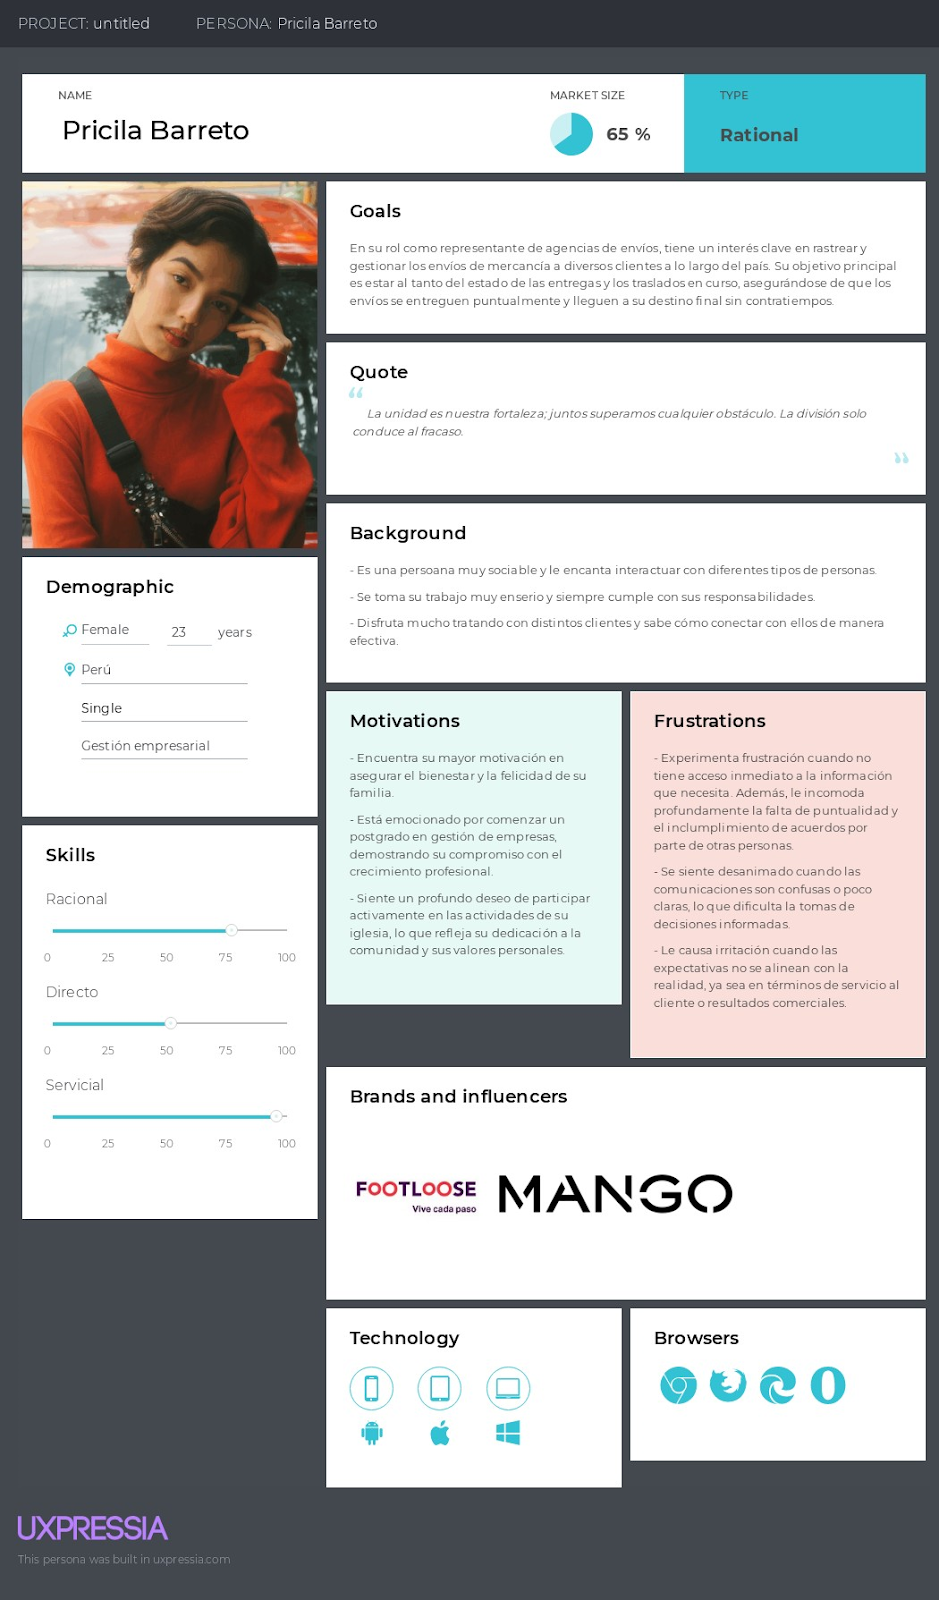 PROJECT: untitled
PERSONA: Pricila Barreto
NAME
Pricila Barreto
MARKET SIZE
65 %
TYPE
Rational
Goals
En su rol como representante de agencias de envíos, tiene un interés clave en rastrear y
gestionar los envíos de mercancía a diversos clientes a lo largo del país. Su objetivo principal
es estar al tanto del estado de las entregas y los traslados en curso, asegurándose de que los
envíos se entreguen puntualmente y lleguen a su destino final sin contratiempos.
Quote
“
La unidad es nuestra fortaleza; juntos superamos cualquier obstáculo. La división solo
conduce al fracaso.
”
Background
- Es una persoana muy sociable y le encanta interactuar con diferentes tipos de personas.
- Se toma su trabajo muy enserio y siempre cumple con sus responsabilidades.
- Disfruta mucho tratando con distintos clientes y sabe cómo conectar con ellos de manera
efectiva.
Demographic
Female
23 years
Perú
Single
Gestión empresarial
Skills
Racional
0 25 50 75 100
Directo
0 25 50 75 100
Servicial
0 25 50 75 100
Motivations
- Encuentra su mayor motivación en
asegurar el bienestar y la felicidad de su
familia.
- Está emocionado por comenzar un
postgrado en gestión de empresas,
demostrando su compromiso con el
crecimiento profesional.
- Siente un profundo deseo de participar
activamente en las actividades de su
iglesia, lo que refleja su dedicación a la
comunidad y sus valores personales.
Frustrations
- Experimenta frustración cuando no
tiene acceso inmediato a la información
que necesita. Además, le incomoda
profundamente la falta de puntualidad y
el inclumplimiento de acuerdos por
parte de otras personas.
- Se siente desanimado cuando las
comunicaciones son confusas o poco
claras, lo que dificulta la tomas de
decisiones informadas.
- Le causa irritación cuando las
expectativas no se alinean con la
realidad, ya sea en términos de servicio al
cliente o resultados comerciales.
Brands and influencers
FOOTLOOSE
Vive cada paso
MANGO
Technology
Browsers
UXPRESSIA
This persona was built in uxpressia.com